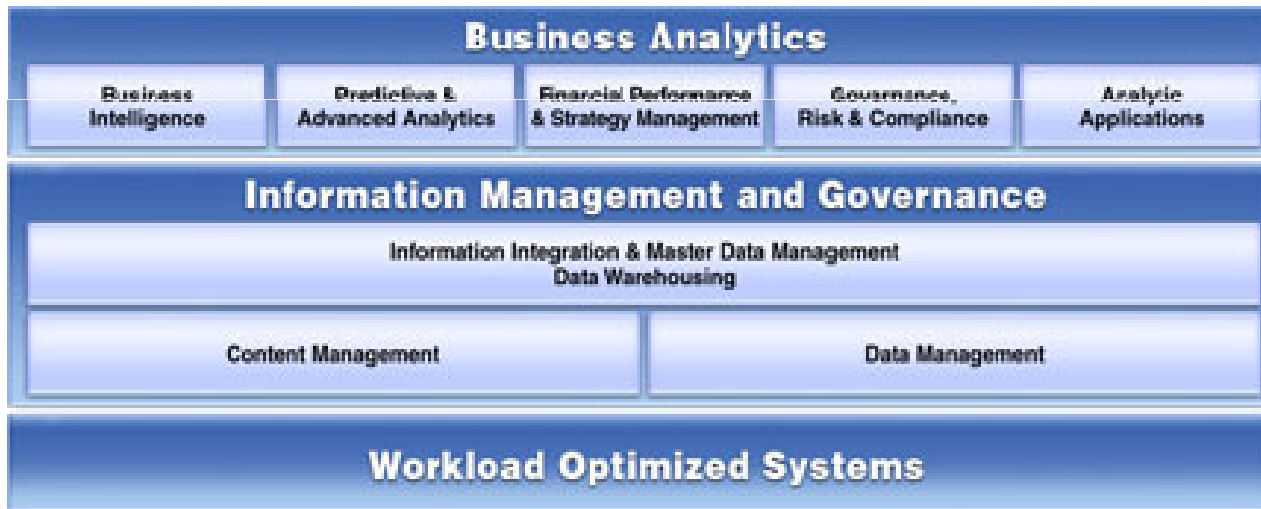 Business Analytics
Business
Intelligence
Predictive &
Advanced Analytics
Financial Performance
& Strategy Management
Governance,
Risk & Compliance
Analytic
Applications
Information Management and Governance
Information Integration & Master Data Management
Data Warehousing
Content Management
Data Management
Workload Optimized Systems